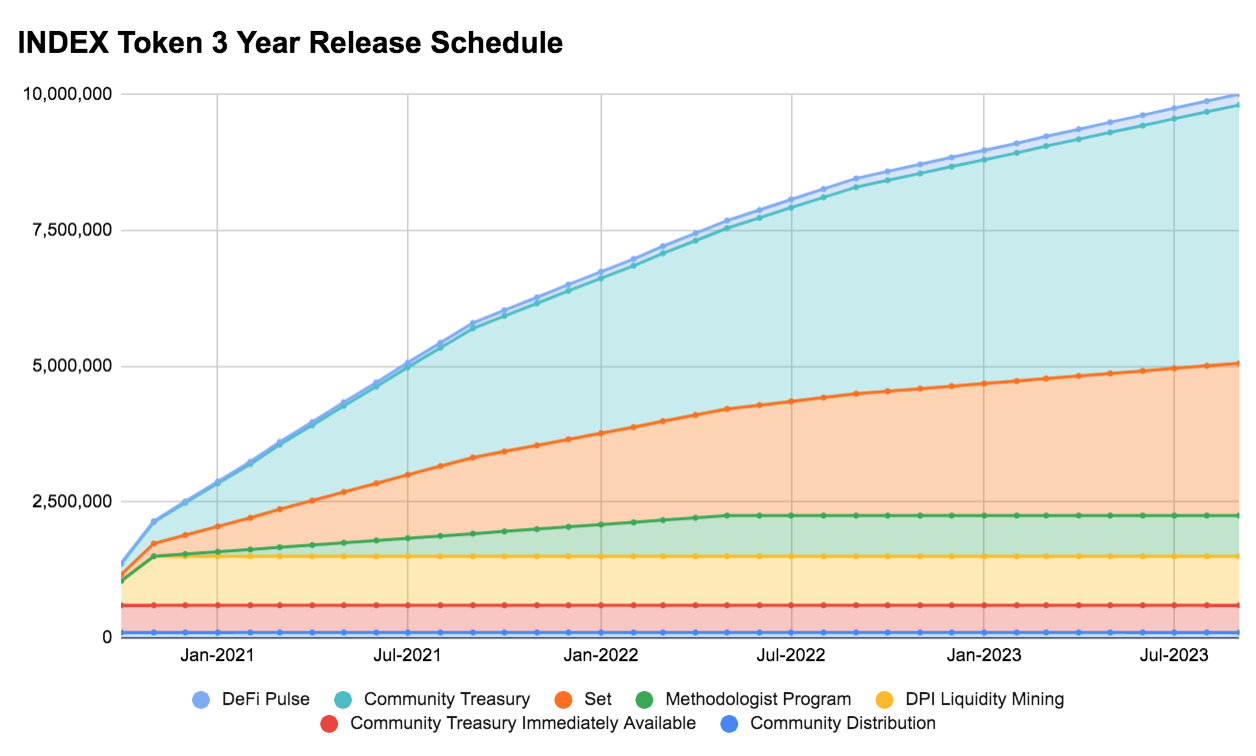 INDEX Token 3 Year Release Schedule
10,000,000
7,500,000
5,000,000
2,500,000
0
Jan-2021 Jul-2021 Jan-2022 Jul-2022 Jan-2023 Jul-2023
DeFi Pulse Community Treasury Set Methodologist Program DPI Liquidity Mining
Community Treasury Immediately Available Community Distribution